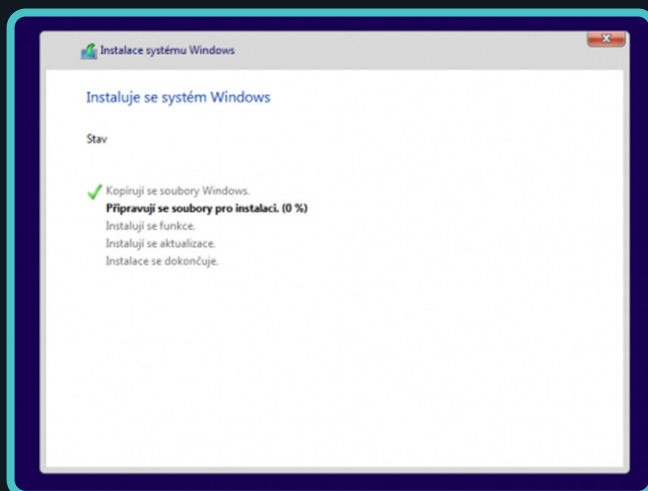 Instalace systému Windows
Instaluje se systém Windows
Stav
Kopírují se soubory Windows.
Připravují se soubory pro instalaci. (0 %)
Instalují se funkce.
Instalují se aktualizace.
Instalace se dokončuje.